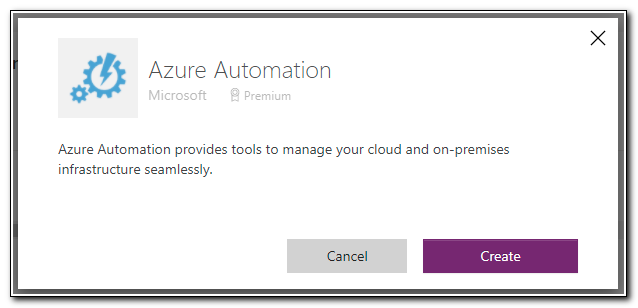 Azure Automation
Microsoft Premium
Azure Automation provides tools to manage your cloud and on-premises
infrastructure seamlessly.
Cancel Create